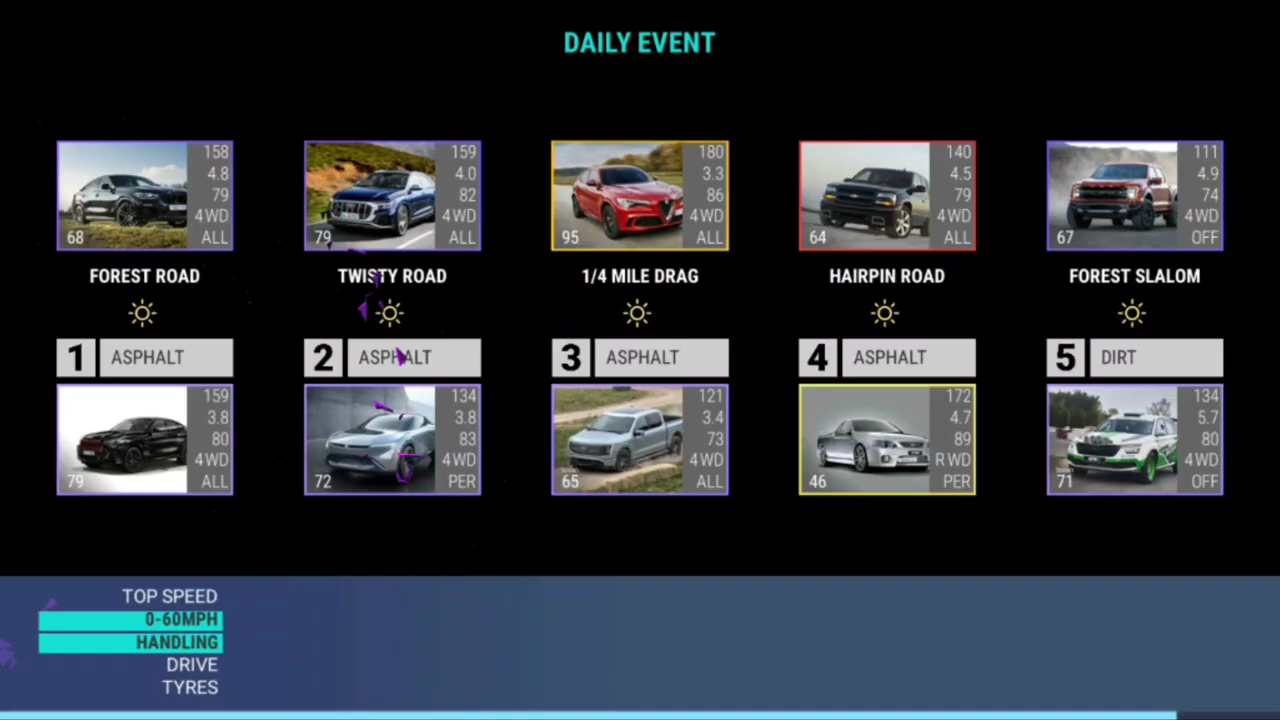 DAILY EVENT
158
4.8
79
4WD
68 ALL
159
4.0
82
4WD
79 ALL
180
3.3
86
4WD
95 ALL
140
4.5
79
4WD
64 ALL
111
4.9
74
4WD
67 OFF
FOREST ROAD
TWISTY ROAD
1/4 MILE DRAG
HAIRPIN ROAD
FOREST SLALOM
1 ASPHALT
2 ASPHALT
3 ASPHALT
4 ASPHALT
5 DIRT
159
3.8
80
4WD
79 ALL
134
3.8
83
4WD
72 PER
121
3.4
73
4WD
65 ALL
172
4.7
89
RWD
46 PER
134
5.7
80
4WD
71 OFF
TOP SPEED
0-60MPH
HANDLING
DRIVE
TYRES